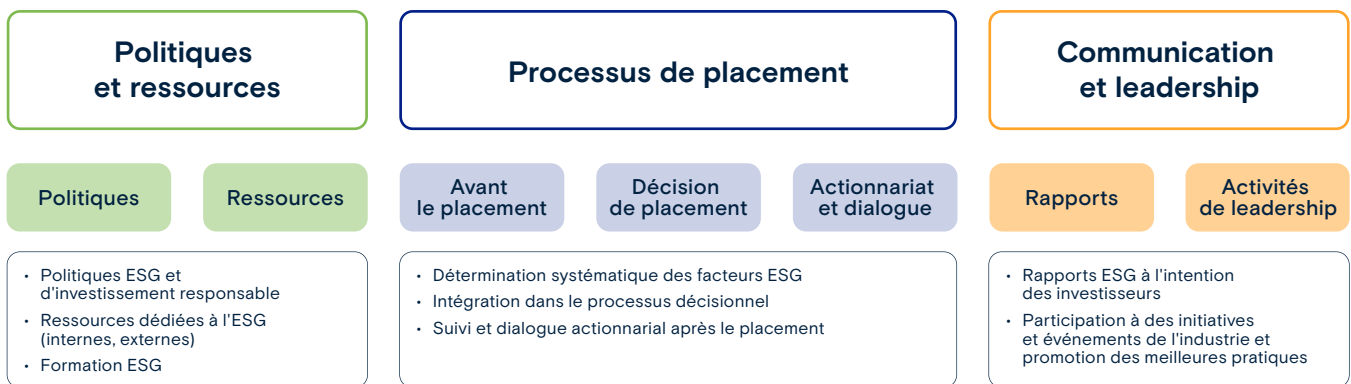 Politiques
et ressources
Processus de placement
Communication
et leadership
Politiques
Ressources
Avant
le placement
Décision
de placement
Actionnariat
et dialogue
Rapports
Activités
de leadership
• Politiques ESG et
d'investissement responsable
• Ressources dédiées à l'ESG
(internes, externes)
• Formation ESG
• Détermination systématique des facteurs ESG
• Intégration dans le processus décisionnel
• Suivi et dialogue actionnarial après le placement
• Rapports ESG à l'intention
des investisseurs
• Participation à des initiatives
et événements de l'industrie et
promotion des meilleures pratiques